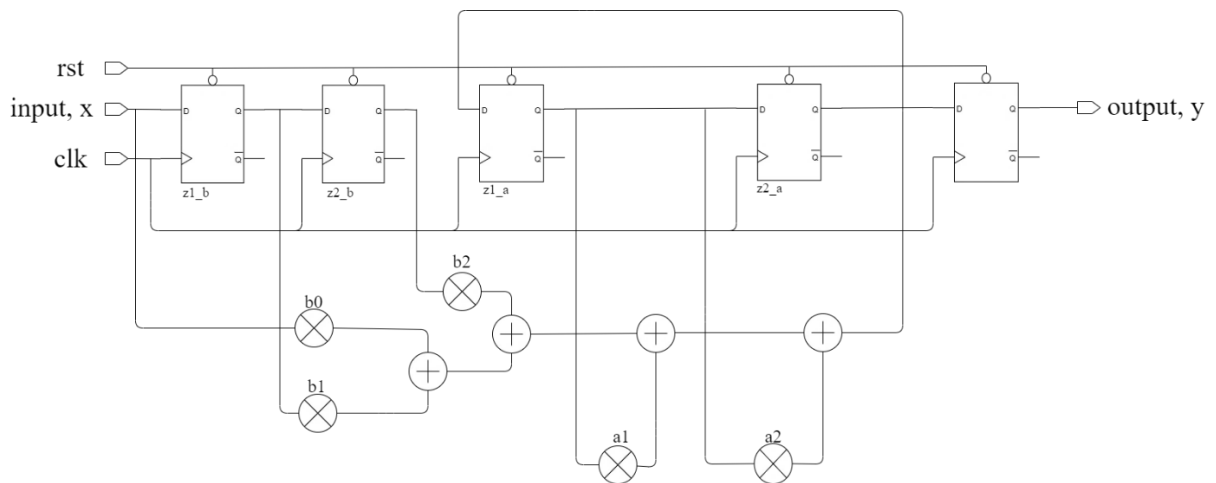 rst
input, x
clk
output, y
D Q
Q
z1_b
D Q
Q
z2_b
D Q
Q
z1_a
D Q
Q
z2_a
D Q
Q
b2
b0
b1
a1
a2